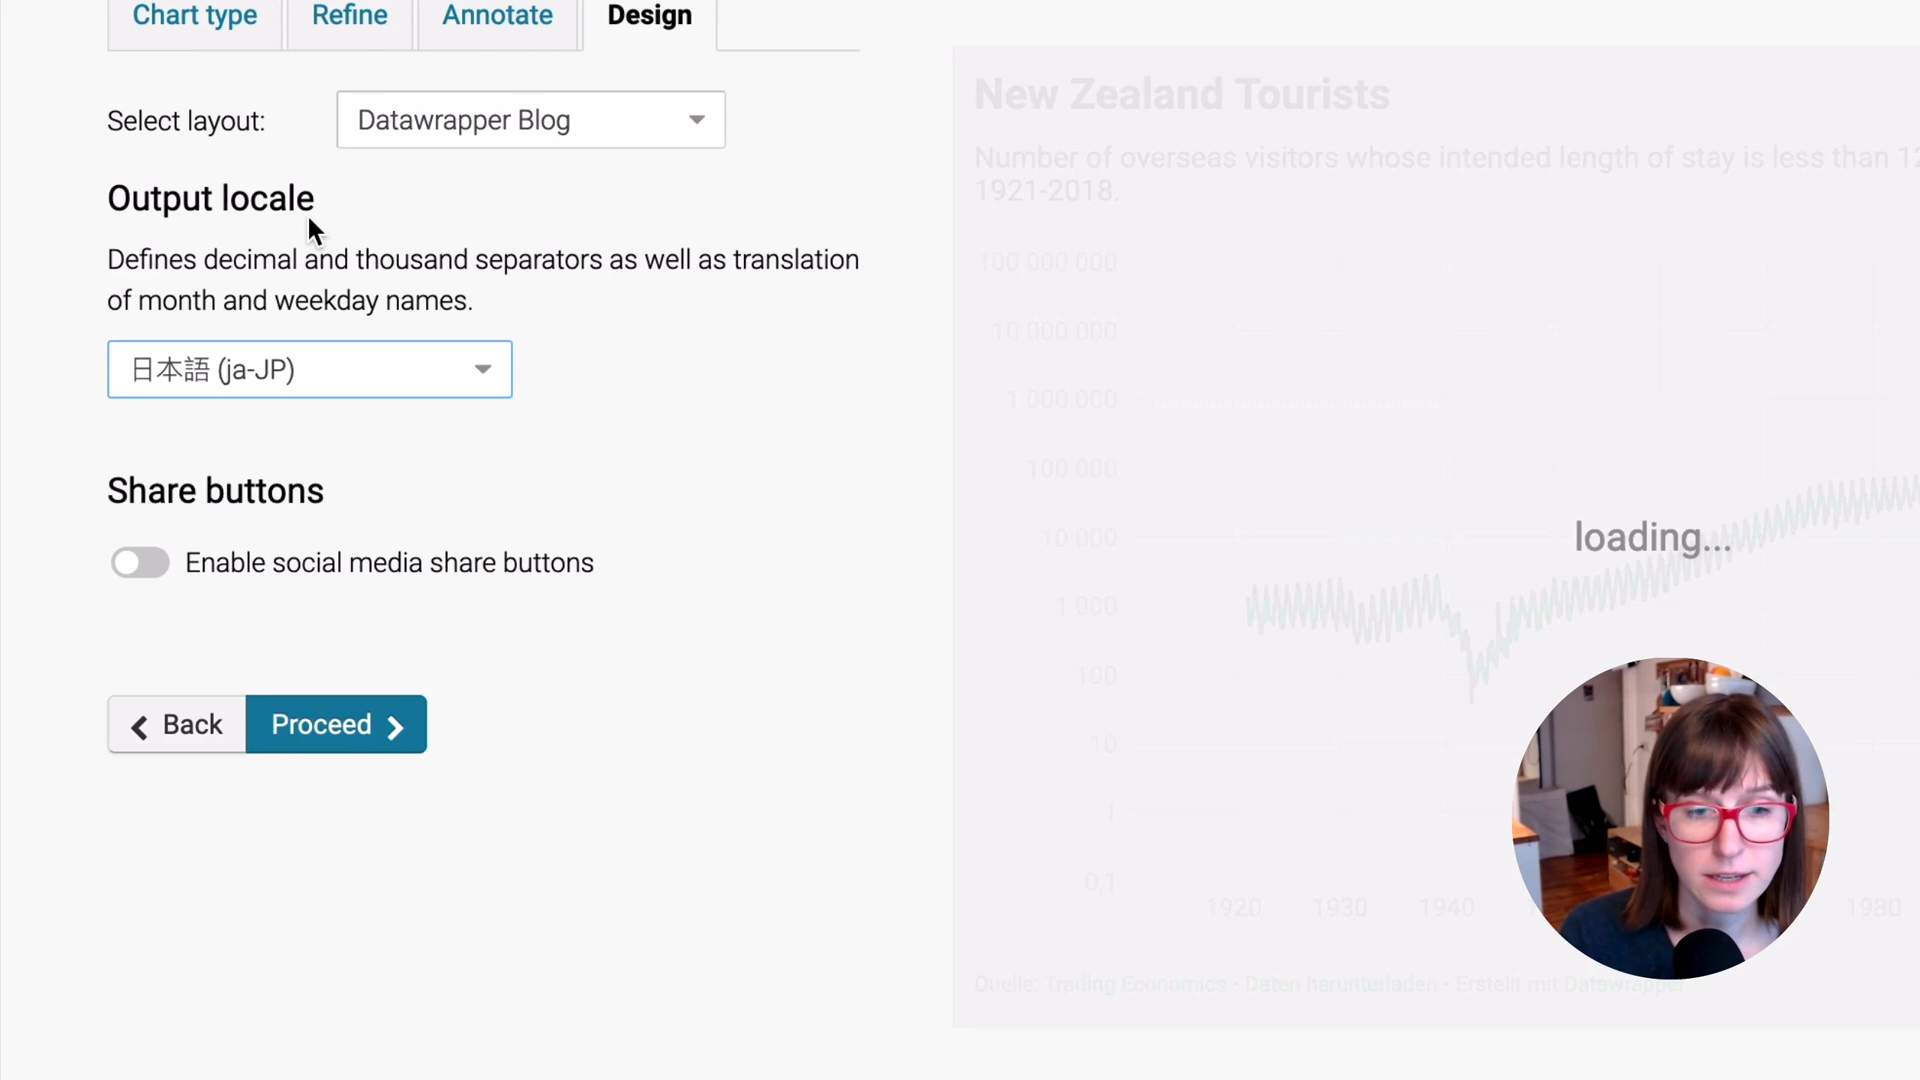 Chart type
Refine
Annotate
Design
Select layout:
Datawrapper Blog
Output locale
Defines decimal and thousand separators as well as translation
of month and weekday names.
日本語 (ja-JP)
Share buttons
Enable social media share buttons
Back
Proceed
New Zealand Tourists
Number of overseas visitors whose intended length of stay is less than 12
1921-2018.
100 000 000
10 000 000
1 000 000
100 000
10 000
loading...
1 000
100
10
1
0,1
1920
1930
1940
1980
Quelle: Trading Economics • Daten herunterladen • Erstellt mit Datawrapper